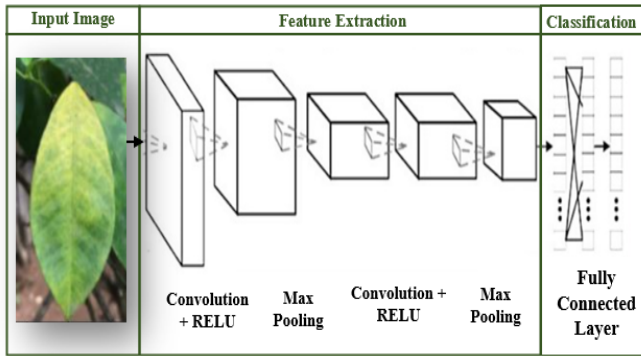 Input Image
Feature Extraction
Classification
Convolution
+ RELU
Max
Pooling
Convolution +
RELU
Max
Pooling
Fully
Connected
Layer